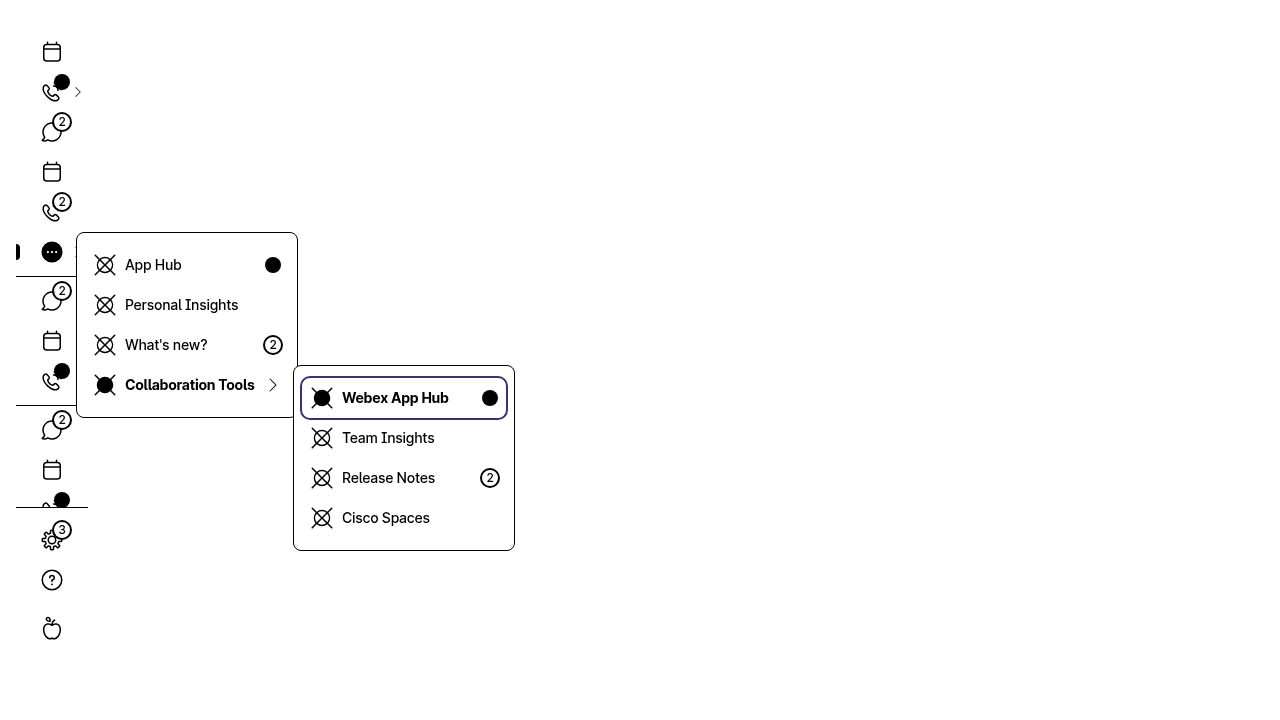 2
2
App Hub
Personal Insights
2
What's new? 2
Collaboration Tools
Webex App Hub
2
Team Insights
Release Notes 2
Cisco Spaces
3
?